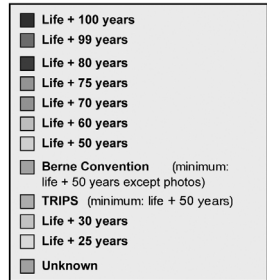 Life + 100 years
Life + 99 years
Life + 80 years
Life + 75 years
Life + 70 years
Life + 60 years
Life + 50 years
Berne Convention (minimum:
life + 50 years except photos)
TRIPS (minimum: life + 50 years)
Life + 30 years
Life + 25 years
Unknown